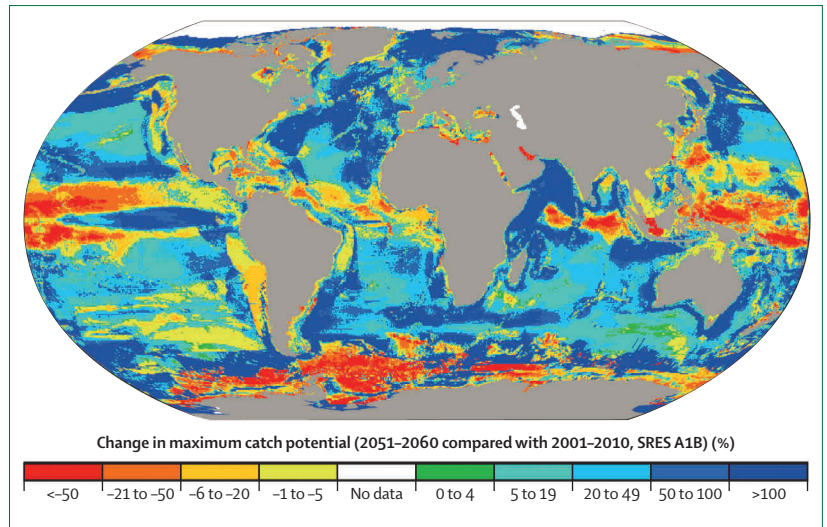 Change in maximum catch potential (2051–2060 compared with 2001–2010, SRES A1B) (%)
<–50 –21 to –50 –6 to –20 –1 to –5 No data 0 to 4 5 to 19 20 to 49 50 to 100 >100